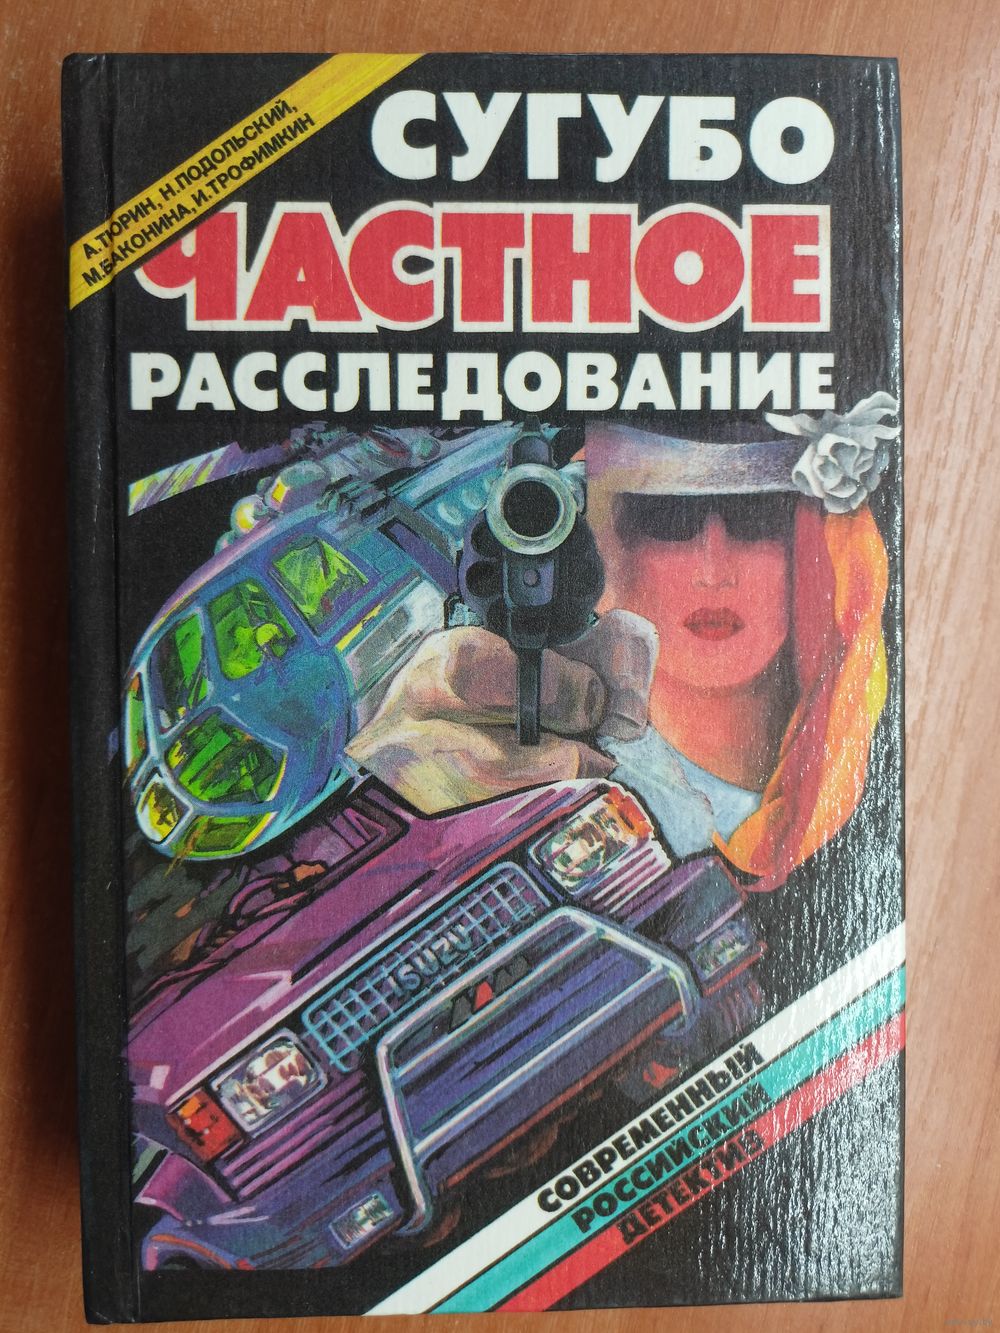 А.ТЮРИН, Н.ПОДОЛЬСКИЙ,
М.БАКОНИНА, И.ТРОФИМКИН
СУГУБО
ЧАСТНОЕ
РАССЛЕДОВАНИЕ
ISUZU
СОВРЕМЕННЫЙ
РОССИЙСКИЙ
ДЕТЕКТИВ